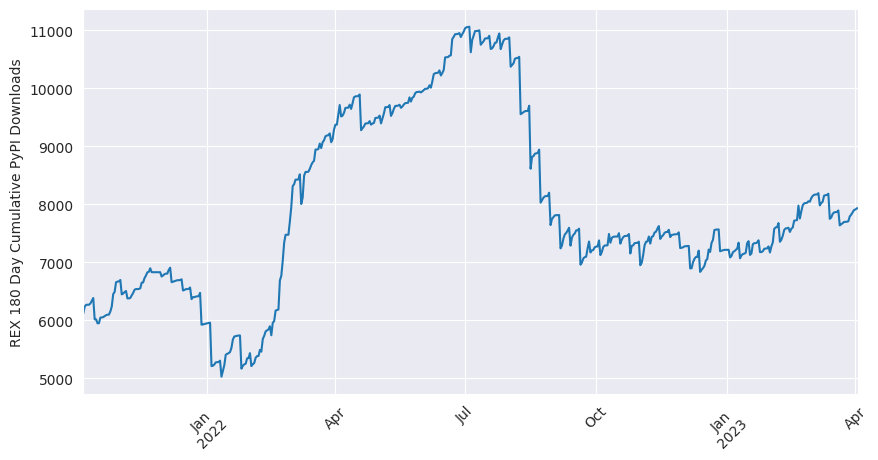 REX 180 Day Cumulative PyPI Downloads
11000
10000
9000
8000
7000
6000
5000
Jan
2022
Apr
Jul
Oct
Jan
2023
Apr